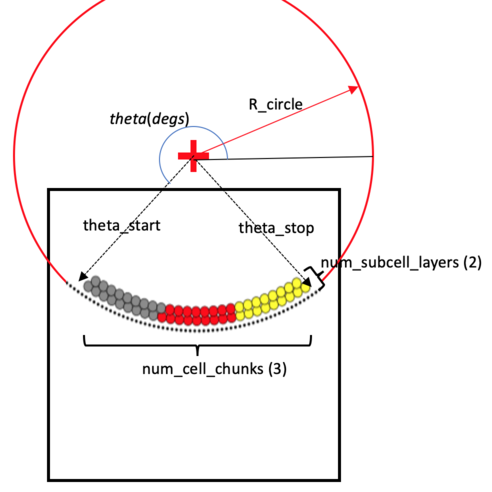 R_circle
theta(degs)
theta_start
theta_stop
num_subcell_layers (2)
num_cell_chunks (3)